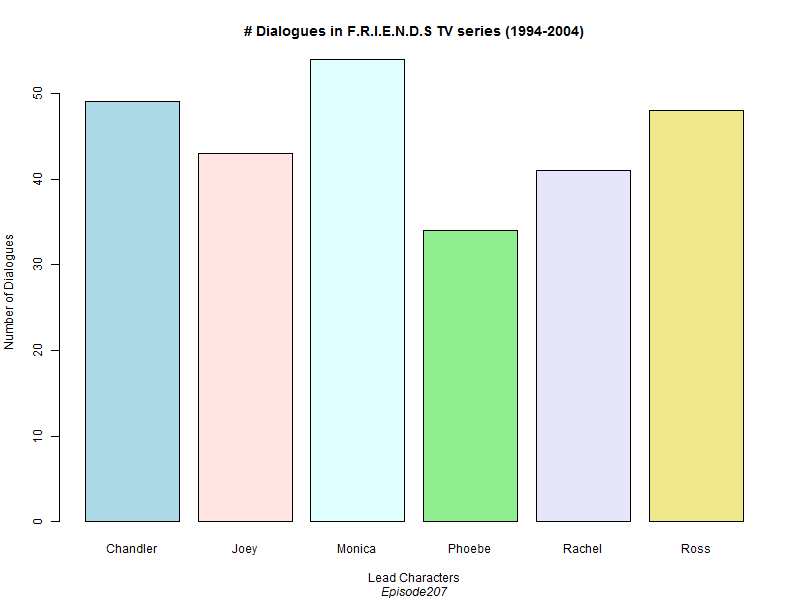 # Dialogues in F.R.I.E.N.D.S TV series (1994-2004)
Number of Dialogues
50
40
30
20
10
0
Chandler Joey Monica Phoebe Rachel Ross
Lead Characters
Episode207